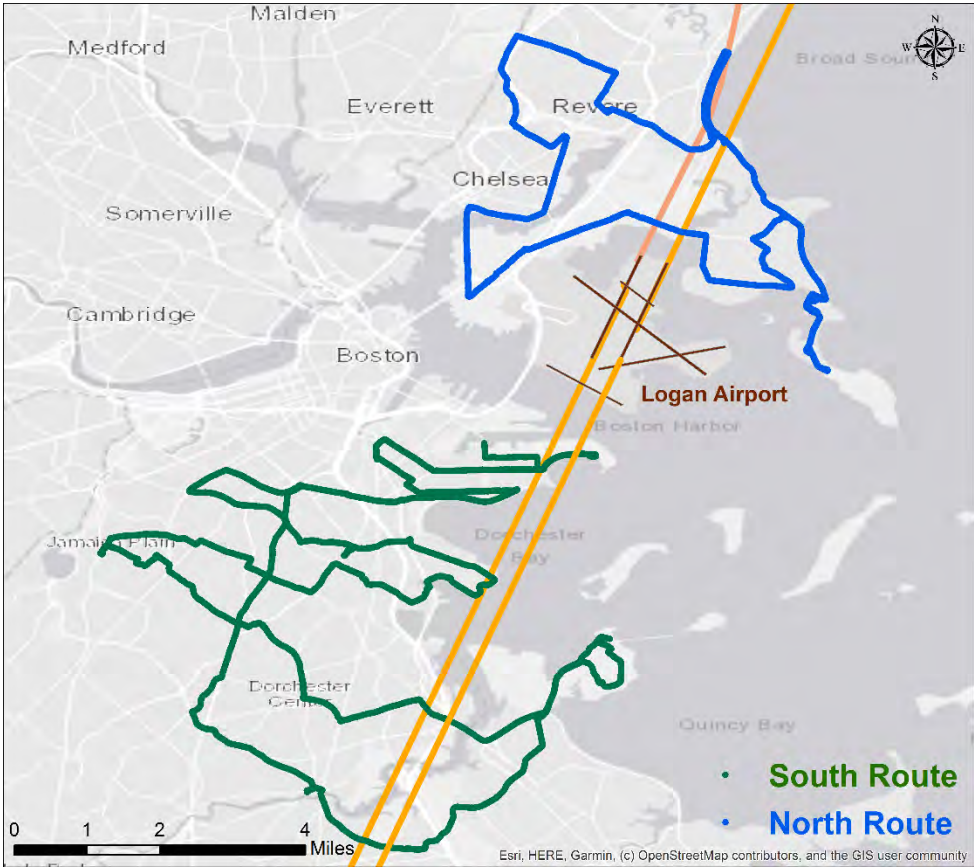 Malden
N
W E
S
Medford
Broad Soun
Everett
Revere
Chelsea
Somerville
Cambridge
Boston
Logan Airport
Boston Harbor
Jamaica Plain
Dorchester
Bay
Dorchester
Center
Quincy Bay
South Route
North Route
0 1 2 4
Miles
Esri, HERE, Garmin, (c) OpenStreetMap contributors, and the GIS user community